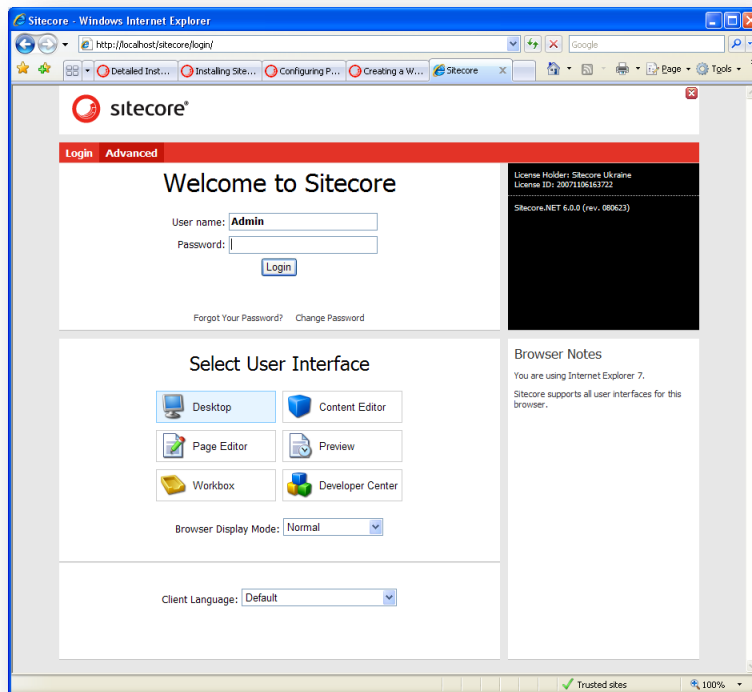 Sitecore - Windows Internet Explorer
http://localhost/sitecore/login/
Google
Detailed Inst...
Installing Site...
Configuring P...
Creating a W...
Sitecore
Page
Tools
sitecore®
Login Advanced
Welcome to Sitecore
User name: Admin
Password:
Login
Forgot Your Password? Change Password
License Holder: Sitecore Ukraine
License ID: 20071106163722
Sitecore.NET 6.0.0 (rev. 080623)
Select User Interface
Desktop
Content Editor
Page Editor
Preview
Workbox
Developer Center
Browser Display Mode: Normal
Client Language: Default
Browser Notes
You are using Internet Explorer 7.
Sitecore supports all user interfaces for this
browser.
Trusted sites
100%